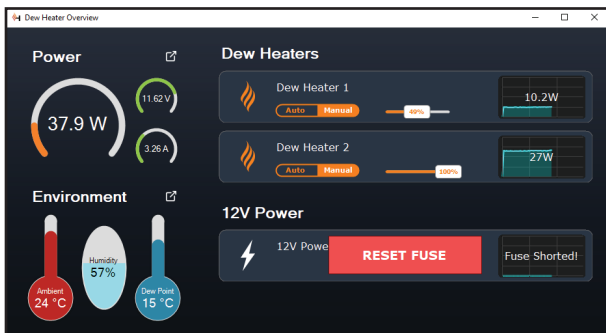 Dew Heater Overview
Power
37.9 W
11.62 V
3.26 A
Environment
Ambient
24 °C
Humidity
57%
Dew Point
15 °C
Dew Heaters
Dew Heater 1
Auto Manual
49%
10.2W
Dew Heater 2
Auto Manual
100%
27W
12V Power
12V Powe
RESET FUSE
Fuse Shorted!